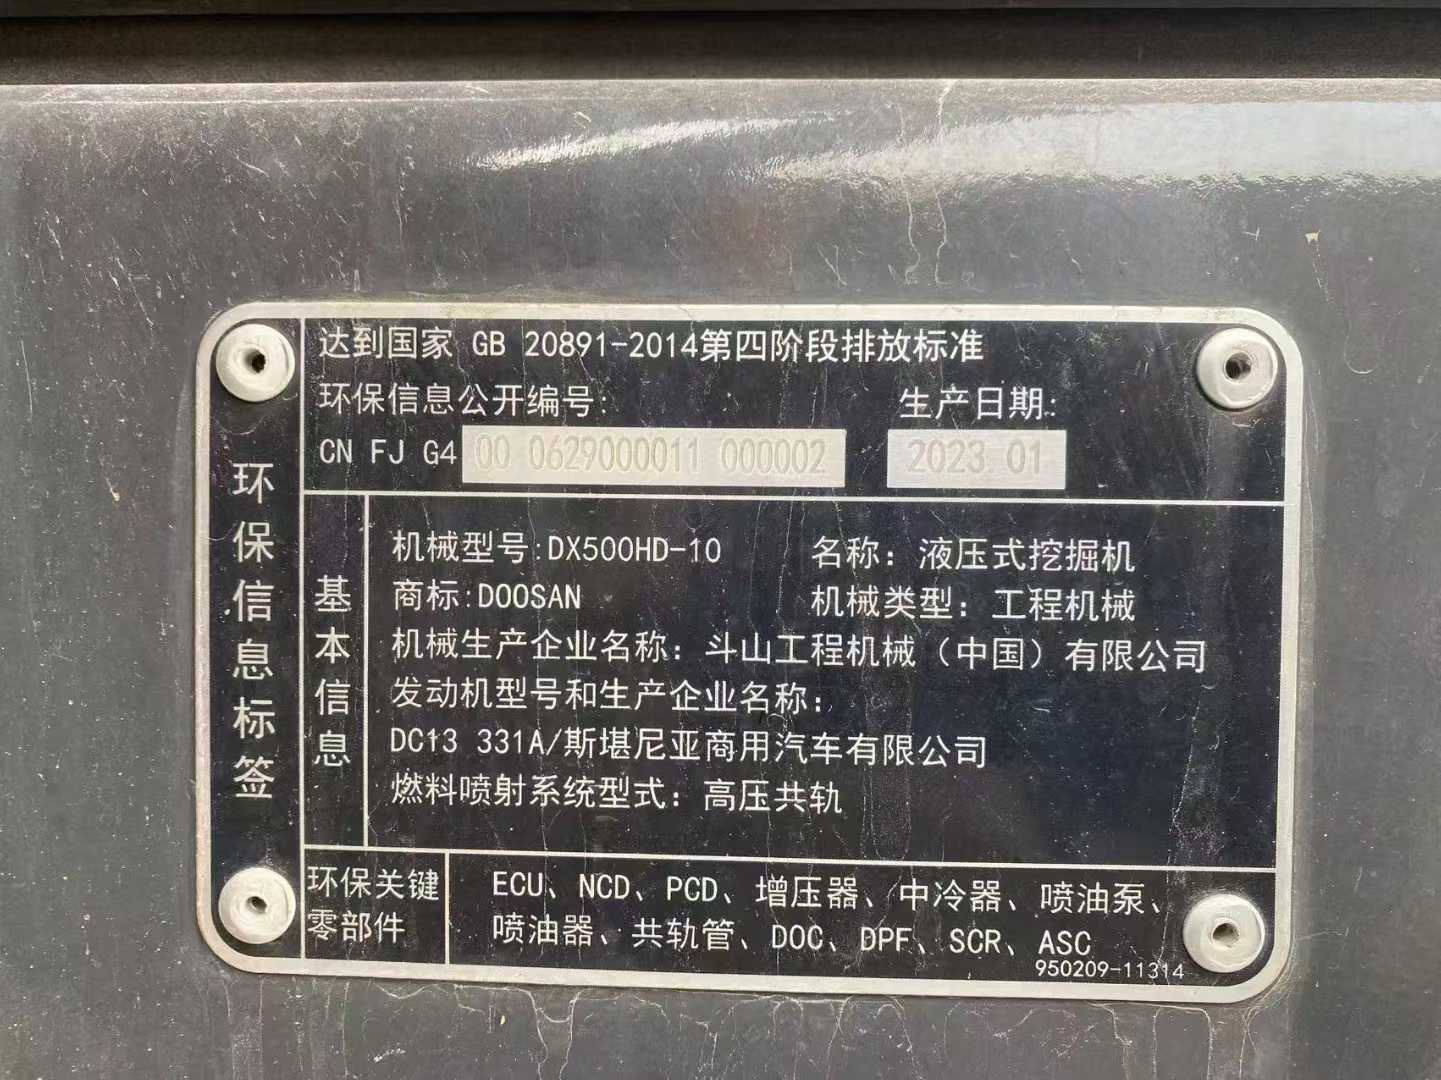 达到国家 GB 20891-2014第四阶段排放标准
环保信息公开编号: 生产日期:
CN FJ G4 00 0629000011 000002 2023 01
环保信息标签
基本信息
机械型号:DX500HD-10 名称: 液压式挖掘机
商标:DOOSAN 机械类型: 工程机械
机械生产企业名称: 斗山工程机械（中国）有限公司
发动机型号和生产企业名称:
DC13 331A/斯堪尼亚商用汽车有限公司
燃料喷射系统型式: 高压共轨
环保关键
零部件
ECU、NCD、PCD、增压器、中冷器、喷油泵、
喷油器、共轨管、DOC、DPF、SCR、ASC
950209-11314